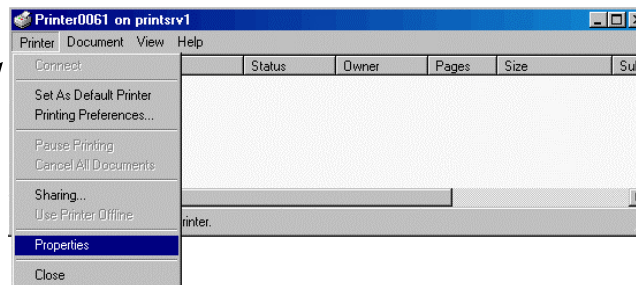 Printer0061 on printsrv1
Printer Document View Help
Connect
Status Owner Pages Size
Set As Default Printer
Printing Preferences...
Pause Printing
Cancel All Documents
Sharing...
Use Printer Offline
rinter.
Properties
Close